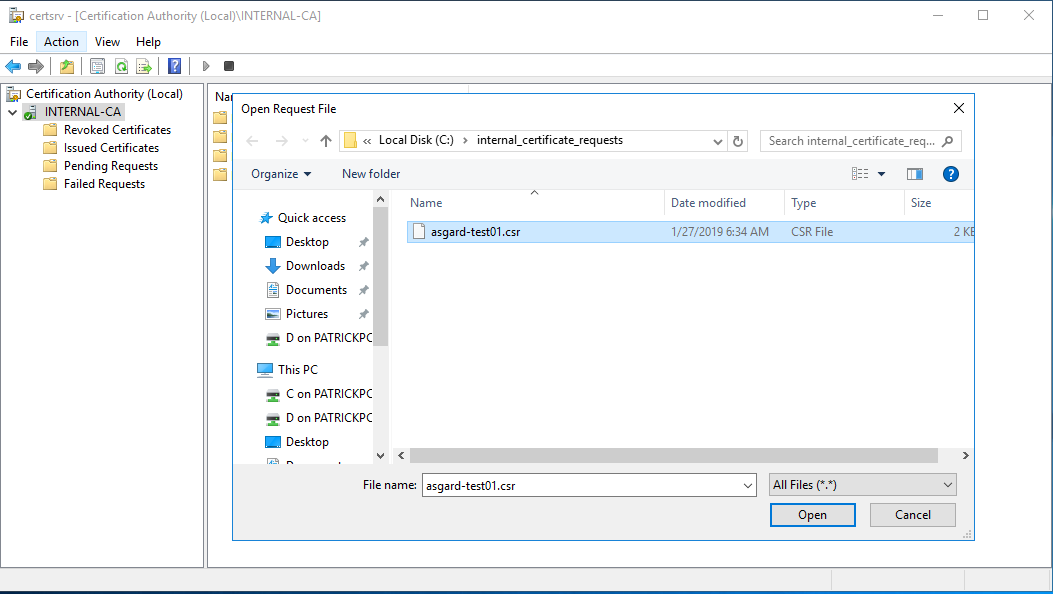 certsrv - [Certification Authority (Local)\INTERNAL-CA]
File Action View Help
Certification Authority (Local)
INTERNAL-CA
Revoked Certificates
Issued Certificates
Pending Requests
Failed Requests
Open Request File
« Local Disk (C:) › internal_certificate_requests
Search internal_certificate_req...
Organize New folder
Name Date modified Type Size
asgard-test01.csr 1/27/2019 6:34 AM CSR File 2 KB
Quick access
Desktop
Downloads
Documents
Pictures
D on PATRICKPC
This PC
C on PATRICKPC
D on PATRICKPC
Desktop
File name: asgard-test01.csr All Files (*.*)
Open Cancel